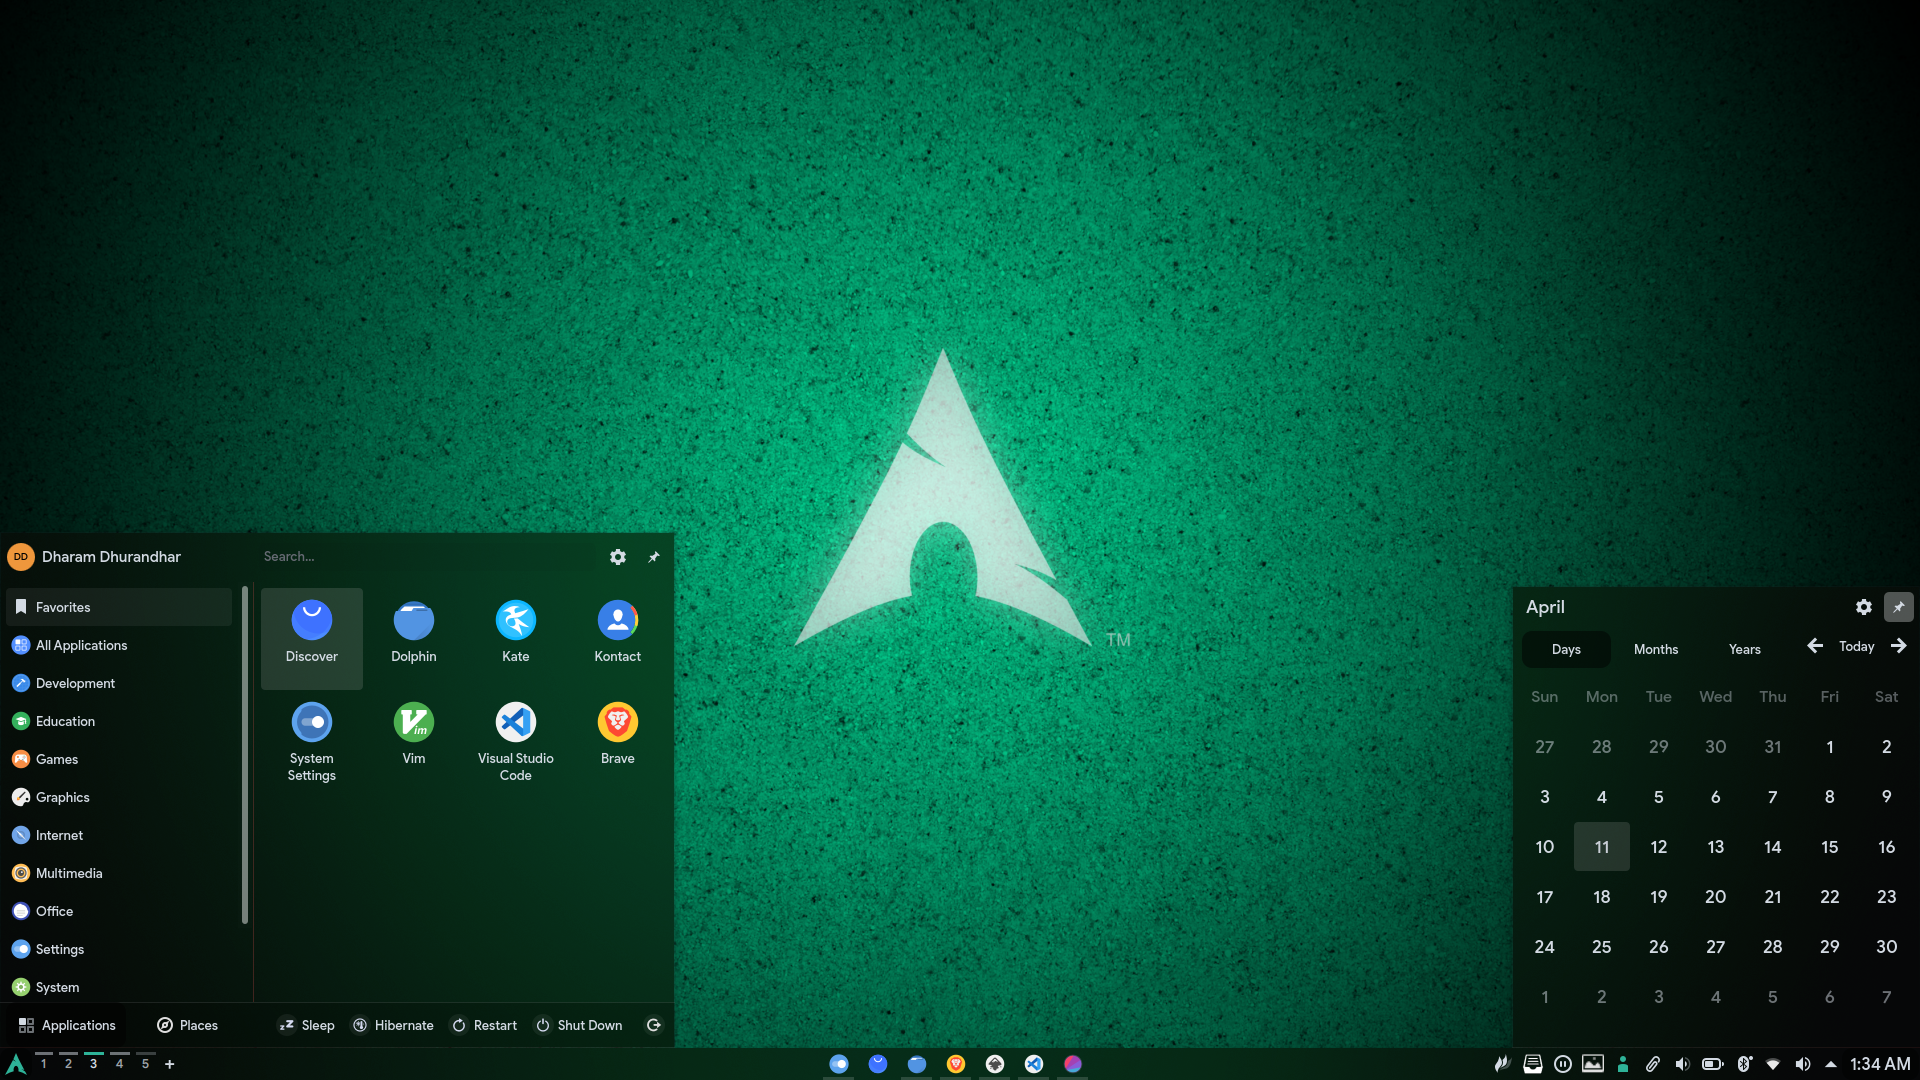 TM
DD Dharam Dhurandhar
Search...
Favorites
All Applications
Development
Education
Games
Graphics
Internet
Multimedia
Office
Settings
System
Discover Dolphin Kate Kontact
System Settings Vim Visual Studio Code Brave
Vim
Applications Places Sleep Hibernate Restart Shut Down
April
Days Months Years Today
Sun Mon Tue Wed Thu Fri Sat
27 28 29 30 31 1 2
3 4 5 6 7 8 9
10 11 12 13 14 15 16
17 18 19 20 21 22 23
24 25 26 27 28 29 30
1 2 3 4 5 6 7
1 2 3 4 5 +
1:34 AM